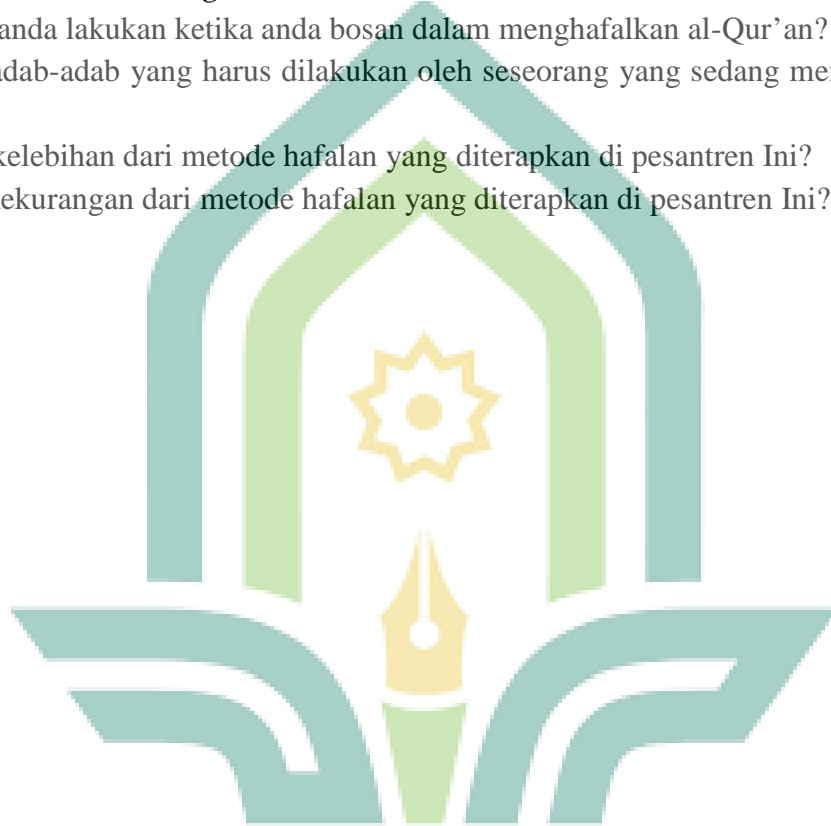 anda lakukan ketika anda bosan dalam menghafalkan al-Qur’an?
adab-adab yang harus dilakukan oleh seseorang yang sedang
kelebihan dari metode hafalan yang diterapkan di pesantren Ini?
kekurangan dari metode hafalan yang diterapkan di pesantren Ini?